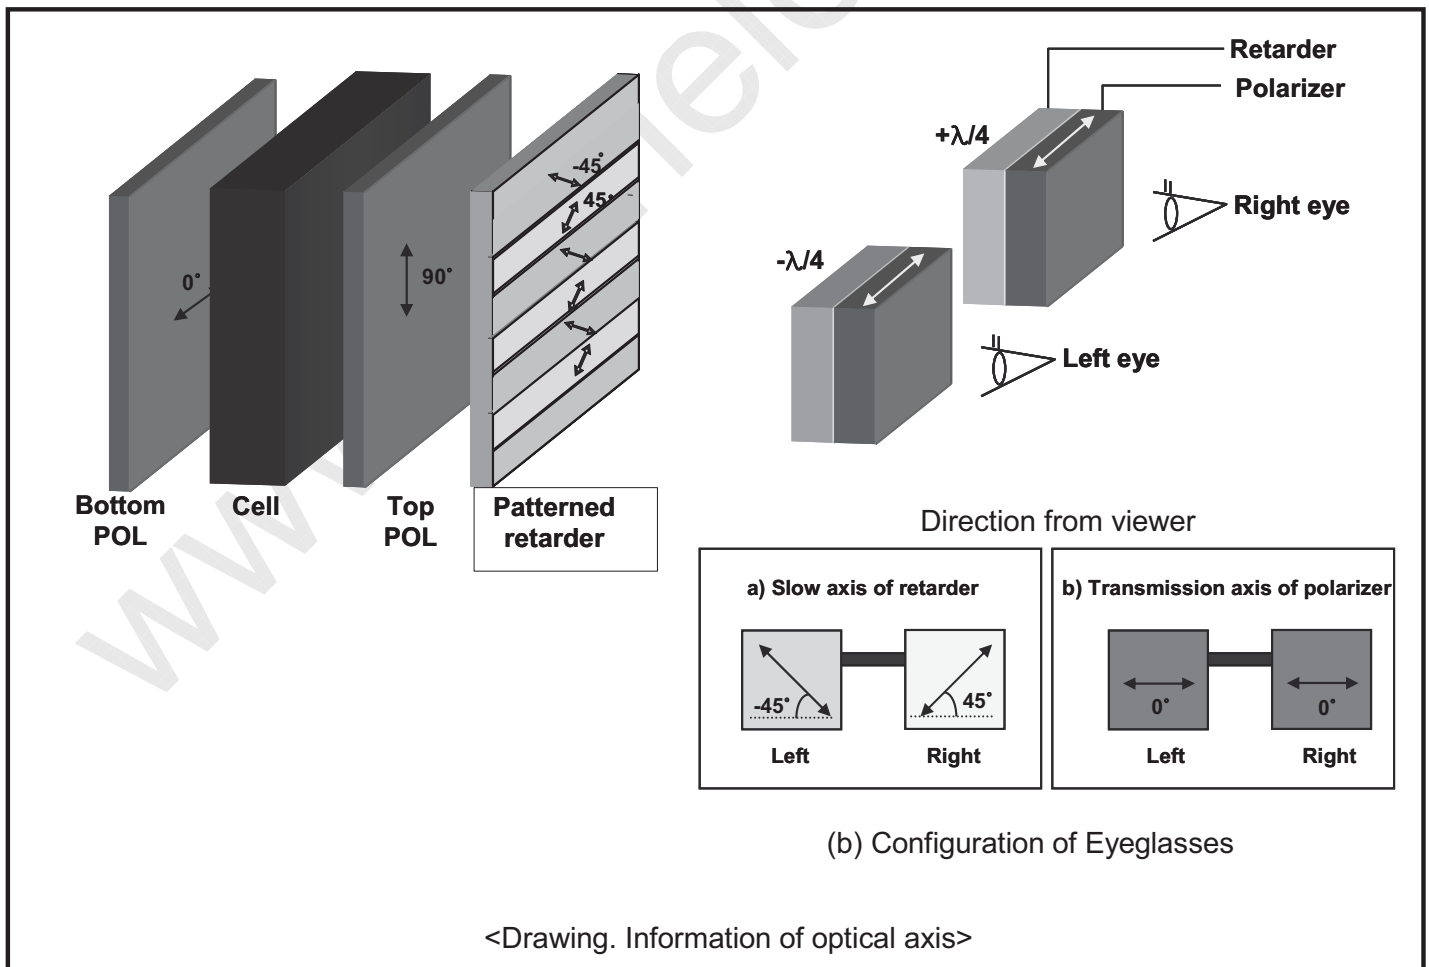 Retarder
Polarizer
+λ/4
-45°
45°
Right eye
-λ/4
0°
90°
Left eye
Bottom
POL
Cell
Top
POL
Patterned
retarder
Direction from viewer
a) Slow axis of retarder
-45°
45°
Left
Right
b) Transmission axis of polarizer
0°
0°
Left
Right
(b) Configuration of Eyeglasses
<Drawing. Information of optical axis>